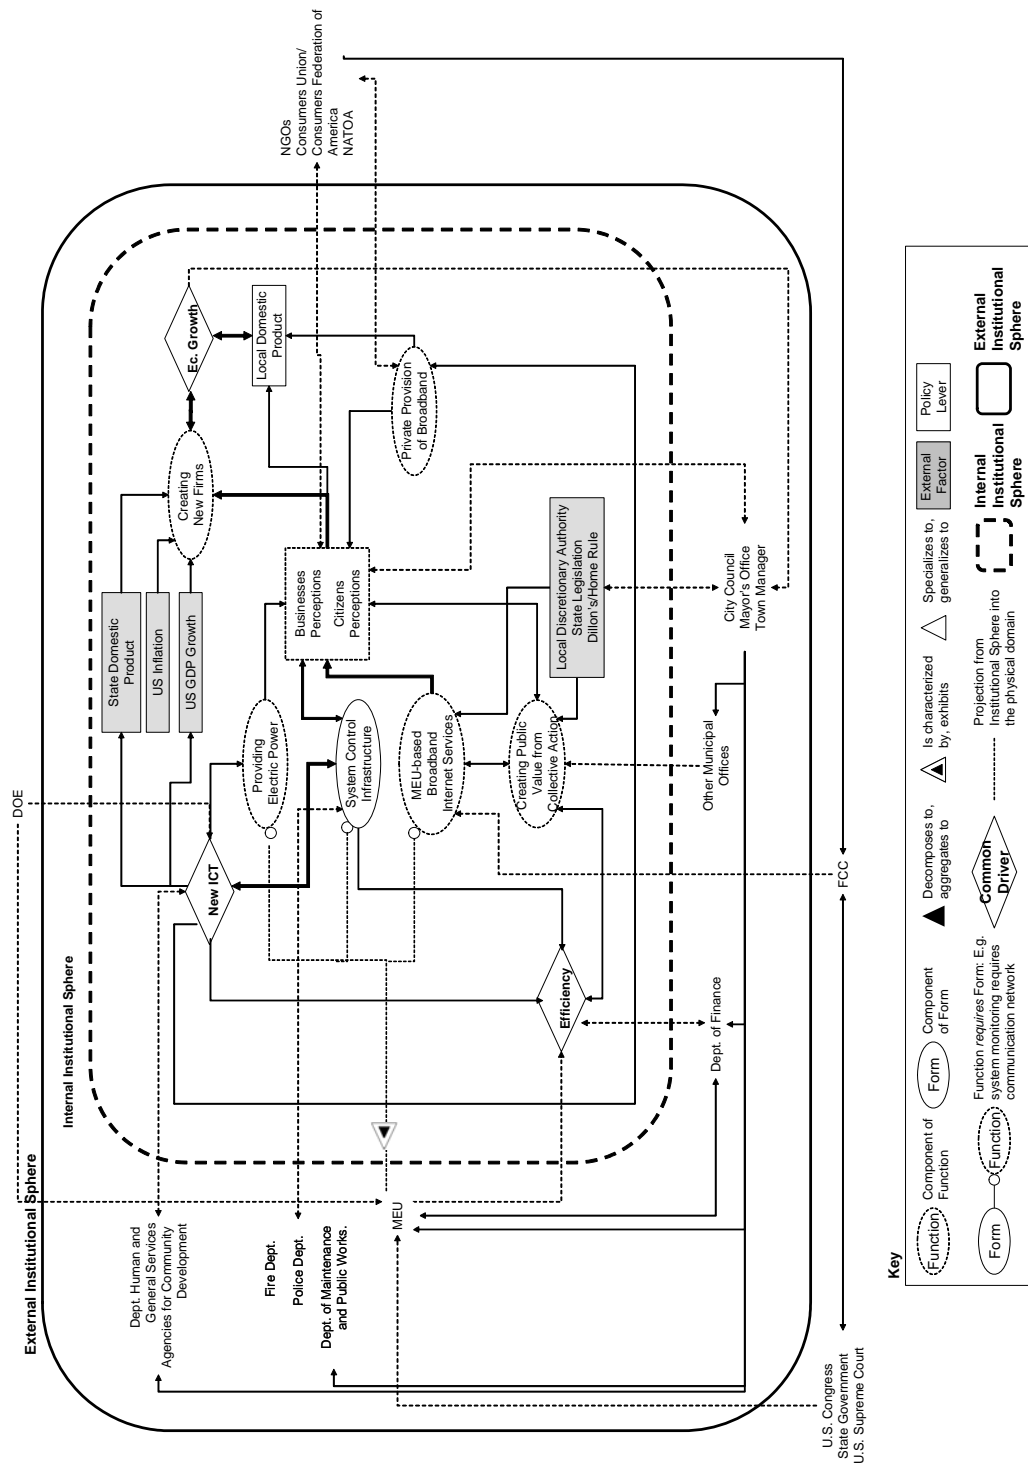 DOE
External Institutional Sphere
Internal Institutional Sphere
Dept. Human and
General Services
Agencies for Community
Development
Fire Dept.
Police Dept.
Dept. of Maintenance
and Public Works.
MEU
New ICT
State Domestic
Product
US Inflation
US GDP Growth
Creating
New Firms
Ec. Growth
Local Domestic
Product
Providing
Electric Power
System Control
Infrastructure
MEU-based
Broadband
Internet Services
Creating Public
Value from
Collective Action
Businesses
Perceptions
Citizens
Perceptions
Private Provision
of Broadband
Local Discretionary Authority
State Legislation
Dillon's/Home Rule
Efficiency
Dept. of Finance
Other Municipal
Offices
City Council
Mayor's Office
Town Manager
NGOs
Consumers Union/
Consumers Federation of
America
NATOA
FCC
U.S. Congress
State Government
U.S. Supreme Court
Key
Function
Component of
Function
Form
Component
of Form
Decomposes to,
aggregates to
Is characterized
by, exhibits
Specializes to,
generalizes to
External
Factor
Policy
Lever
Form
Function
Function requires Form: E.g.
system monitoring requires
communication network
Common
Driver
Projection from
Institutional Sphere into
the physical domain
Internal
Institutional
Sphere
External
Institutional
Sphere